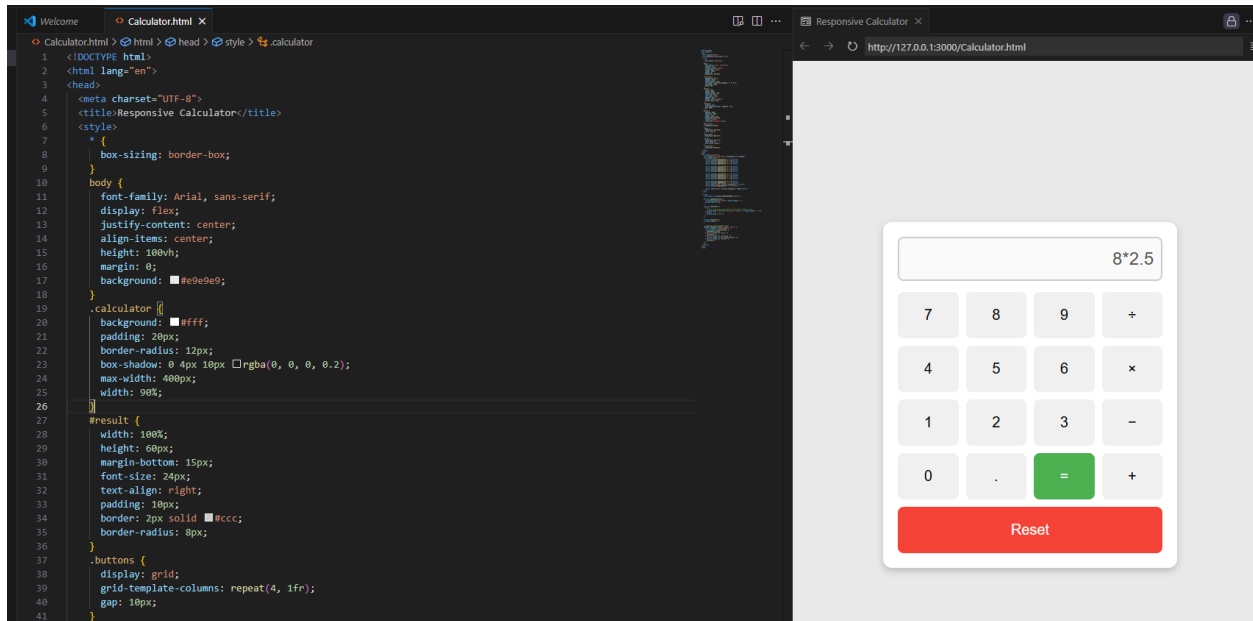 Welcome
Calculator.html
Calculator.html > html > head > style > .calculator
1 <!DOCTYPE html>
2 <html lang="en">
3 <head>
4 <meta charset="UTF-8">
5 <title>Responsive Calculator</title>
6 <style>
7 * {
8 box-sizing: border-box;
9 }
10 body {
11 font-family: Arial, sans-serif;
12 display: flex;
13 justify-content: center;
14 align-items: center;
15 height: 100vh;
16 margin: 0;
17 background: #e9e9e9;
18 }
19 .calculator {
20 background: #fff;
21 padding: 20px;
22 border-radius: 12px;
23 box-shadow: 0 4px 10px rgba(0, 0, 0, 0.2);
24 max-width: 400px;
25 width: 90%;
26 }
27 #result {
28 width: 100%;
29 height: 60px;
30 margin-bottom: 15px;
31 font-size: 24px;
32 text-align: right;
33 padding: 10px;
34 border: 2px solid #ccc;
35 border-radius: 8px;
36 }
37 .buttons {
38 display: grid;
39 grid-template-columns: repeat(4, 1fr);
40 gap: 10px;
41 }
Responsive Calculator
http://127.0.0.1:3000/Calculator.html
8*2.5
7 8 9 ÷
4 5 6 ×
1 2 3 −
0 . = +
Reset